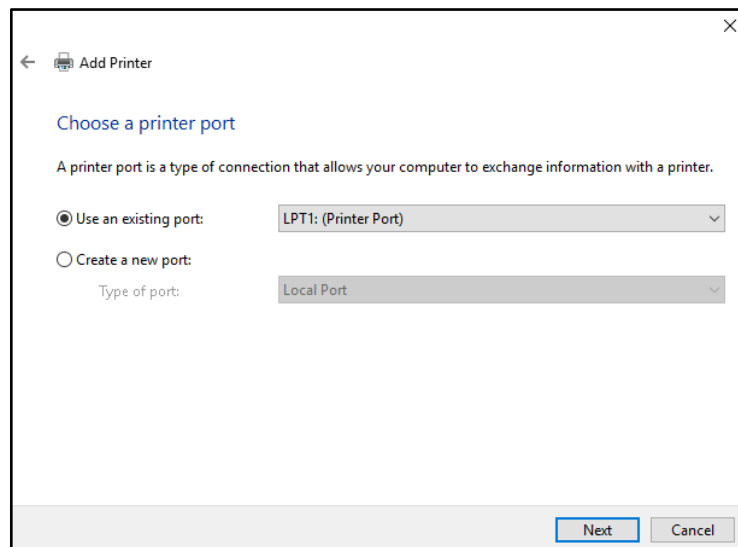 Add Printer
Choose a printer port
A printer port is a type of connection that allows your computer to exchange information with a printer.
Use an existing port: LPT1: (Printer Port)
Create a new port:
Type of port: Local Port
Next Cancel